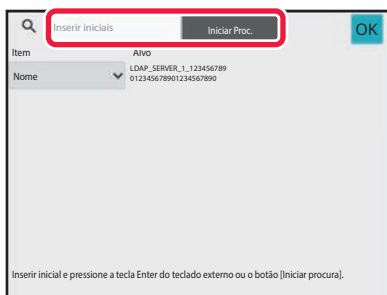 Inserir iniciais Iniciar Proc. OK
Item Alvo
Nome LDAP_SERVER_1_123456789
012345678901234567890
Inserir inicial e pressione a tecla Enter do teclado externo ou o botão [Iniciar procura].